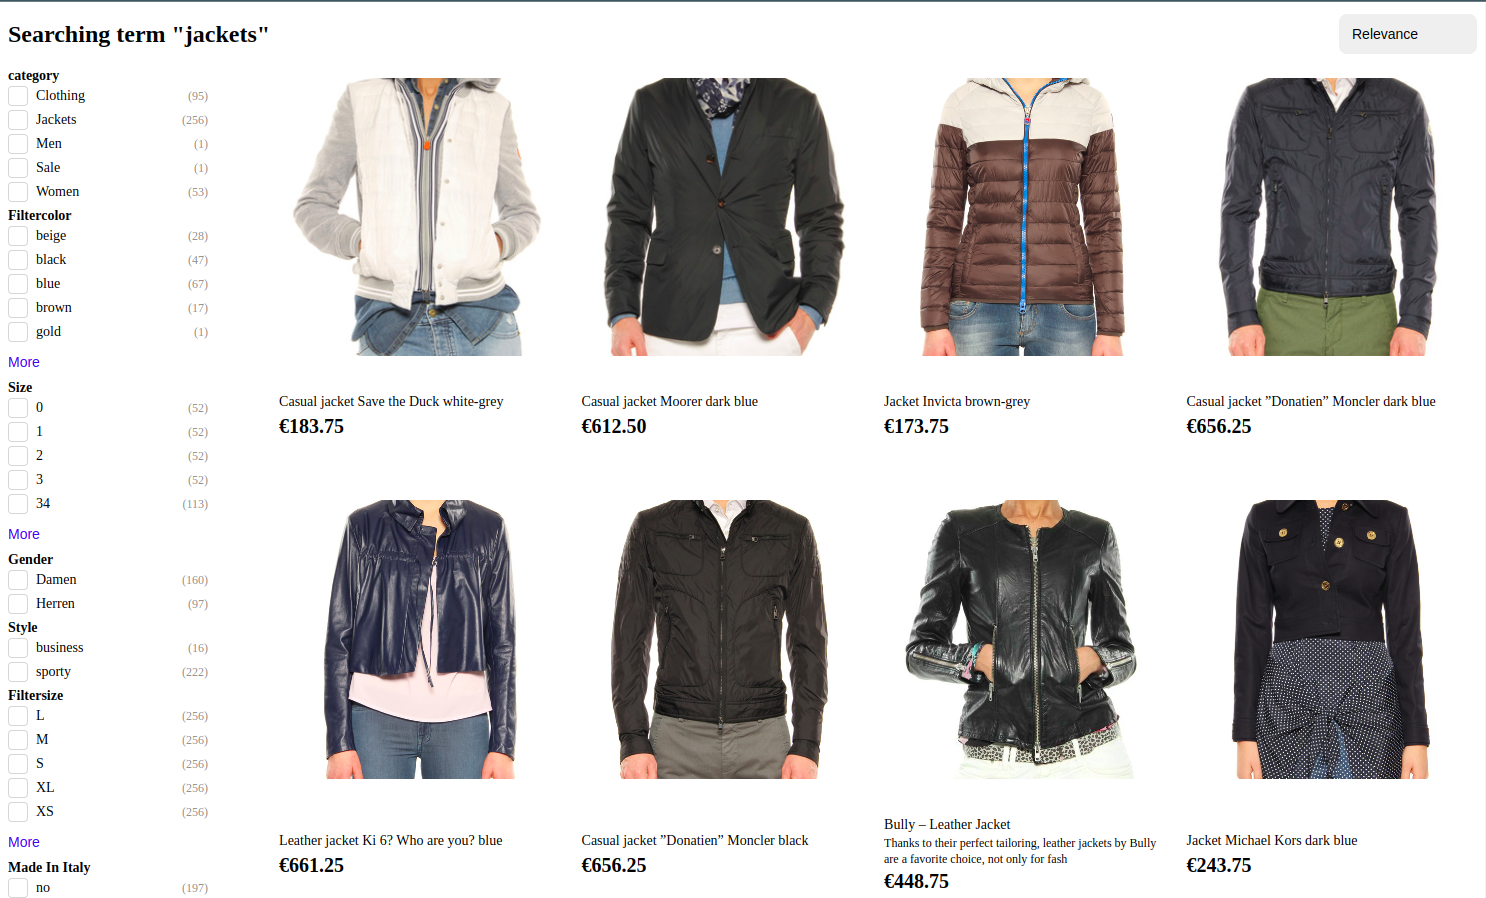 Searching term "jackets"
Relevance
category
Clothing (95)
Jackets (256)
Men (1)
Sale (1)
Women (53)
Filtercolor
beige (28)
black (47)
blue (67)
brown (17)
gold (1)
More
Size
0 (52)
1 (52)
2 (52)
3 (52)
34 (113)
More
Gender
Damen (160)
Herren (97)
Style
business (16)
sporty (222)
Filtersize
L (256)
M (256)
S (256)
XL (256)
XS (256)
More
Made In Italy
no (197)
Casual jacket Save the Duck white-grey
€183.75
Casual jacket Moorer dark blue
€612.50
Jacket Invicta brown-grey
€173.75
Casual jacket ”Donatien” Moncler dark blue
€656.25
Leather jacket Ki 6? Who are you? blue
€661.25
Casual jacket ”Donatien” Moncler black
€656.25
Bully – Leather Jacket
Thanks to their perfect tailoring, leather jackets by Bully
are a favorite choice, not only for fash
€448.75
Jacket Michael Kors dark blue
€243.75